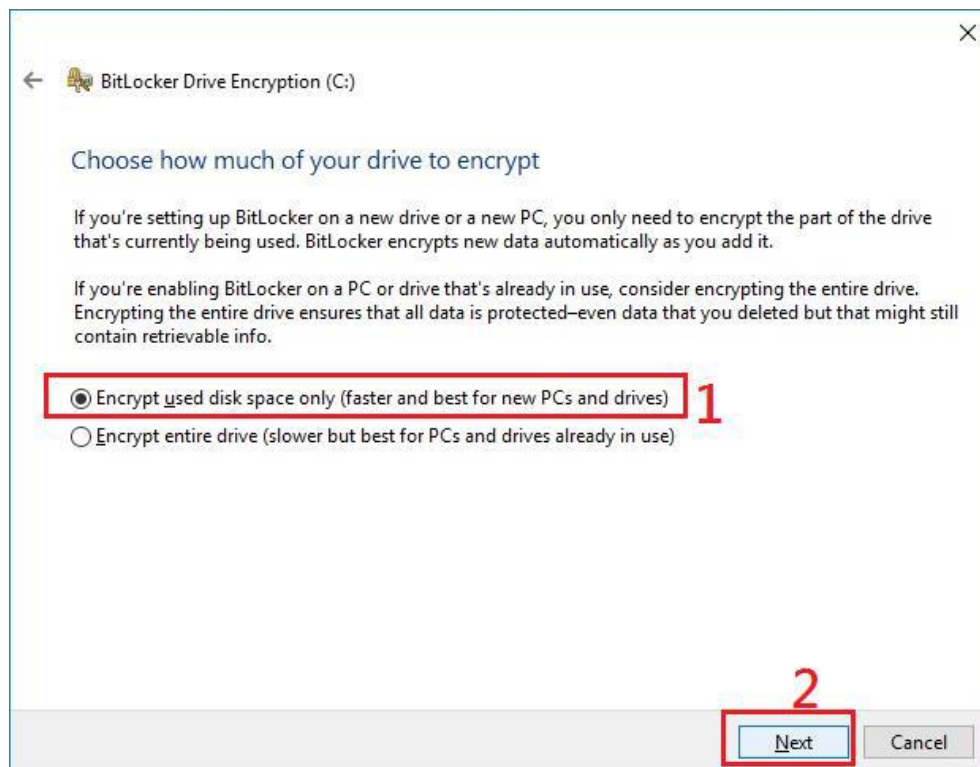 BitLocker Drive Encryption (C:)
Choose how much of your drive to encrypt
If you're setting up BitLocker on a new drive or a new PC, you only need to encrypt the part of the drive
that's currently being used. BitLocker encrypts new data automatically as you add it.
If you're enabling BitLocker on a PC or drive that's already in use, consider encrypting the entire drive.
Encrypting the entire drive ensures that all data is protected–even data that you deleted but that might still
contain retrievable info.
Encrypt used disk space only (faster and best for new PCs and drives)
1
Encrypt entire drive (slower but best for PCs and drives already in use)
2
Next
Cancel